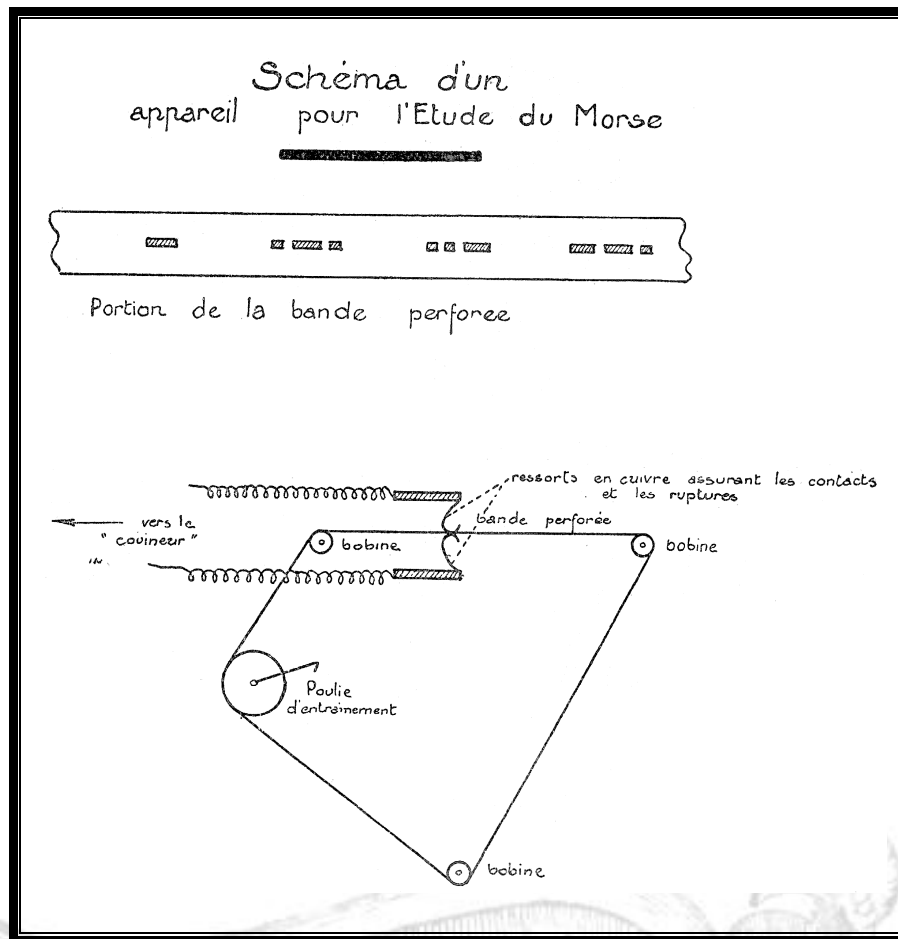 Schéma d'un
appareil pour l'Etude du Morse
Portion de la bande perforée
ressorts en cuivre assurant les contacts
et les ruptures
vers le
"couineur"
bobine
bande perforée
bobine
Poulie
d'entraînement
bobine